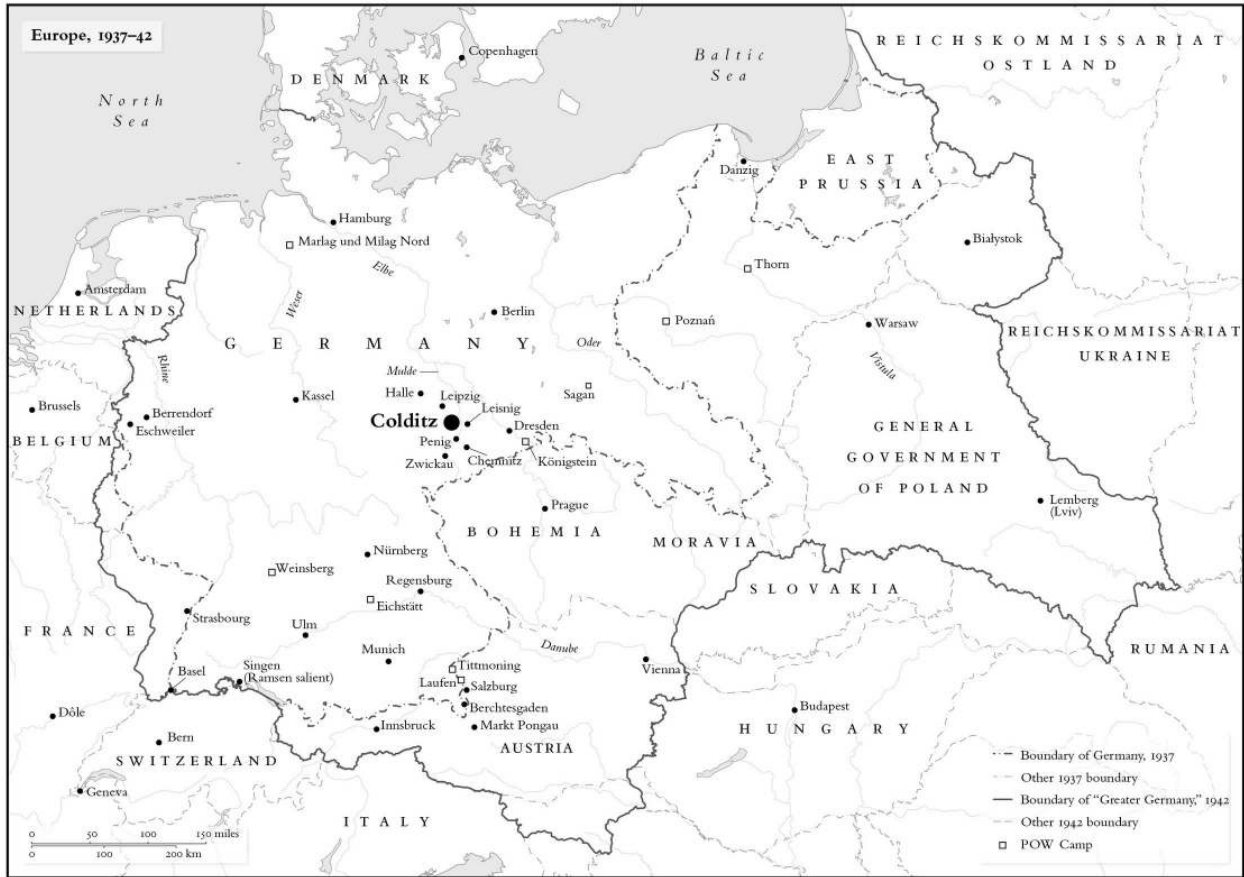 Europe, 1937–42
Copenhagen
DENMARK
North
Sea
Baltic
Sea
REICHSKOMMISSARIAT
OSTLAND
EAST
PRUSSIA
Danzig
Hamburg
Marlag und Milag Nord
Elbe
Weser
Thorn
Białystok
Amsterdam
NETHERLANDS
Berlin
GERMANY
Oder
Poznań
Warsaw
Vistula
REICHSKOMMISSARIAT
UKRAINE
Rhine
Mulde
Halle
Leipzig
Kassel
Sagan
Brussels
BELGIUM
Berrendorf
Eschweiler
Colditz
Leisnig
Dresden
Penig
Chemnitz
Zwickau
Königstein
GENERAL
GOVERNMENT
OF POLAND
Lemberg
(Lviv)
Prague
BOHEMIA
MORAVIA
Nürnberg
Weinsberg
Regensburg
Eichstätt
SLOVAKIA
Strasbourg
FRANCE
Ulm
Munich
Danube
Vienna
RUMANIA
Basel
Singen
(Ramsen salient)
Tittmoning
Laufen
Salzburg
Berchtesgaden
Markt Pongau
Innsbruck
AUSTRIA
Dôle
Bern
SWITZERLAND
Geneva
ITALY
Budapest
HUNGARY
Boundary of Germany, 1937
Other 1937 boundary
Boundary of “Greater Germany,” 1942
Other 1942 boundary
POW Camp
0 50 100 150 miles
0 100 200 km